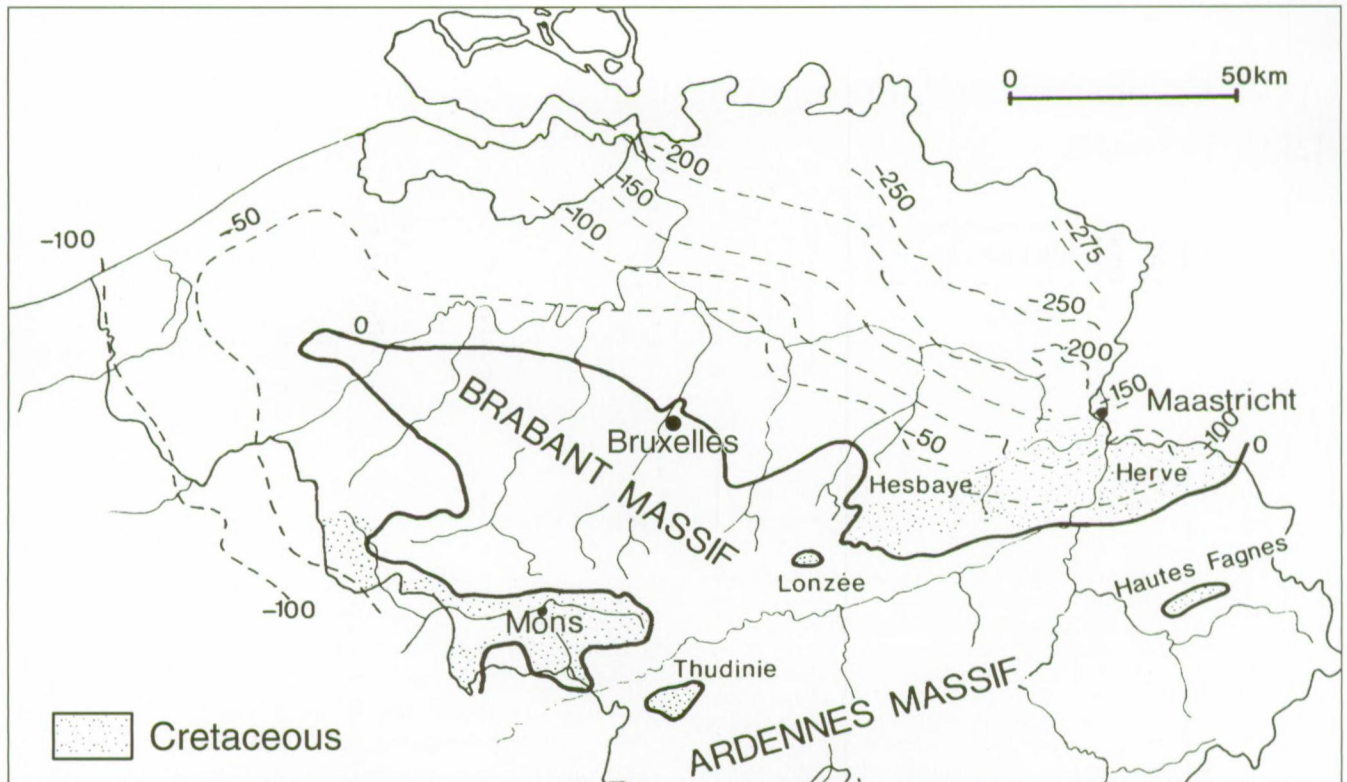 0 50km
-200
-150
-100
-250
-275
-50
-100
-250
0
-200
150
Maastricht
BRABANT MASSIF
Bruxelles
-50
-100
0
Hesbaye
Herve
Lonzée
Hautes Fagnes
-100
Mons
Thudinie
ARDENNES MASSIF
Cretaceous